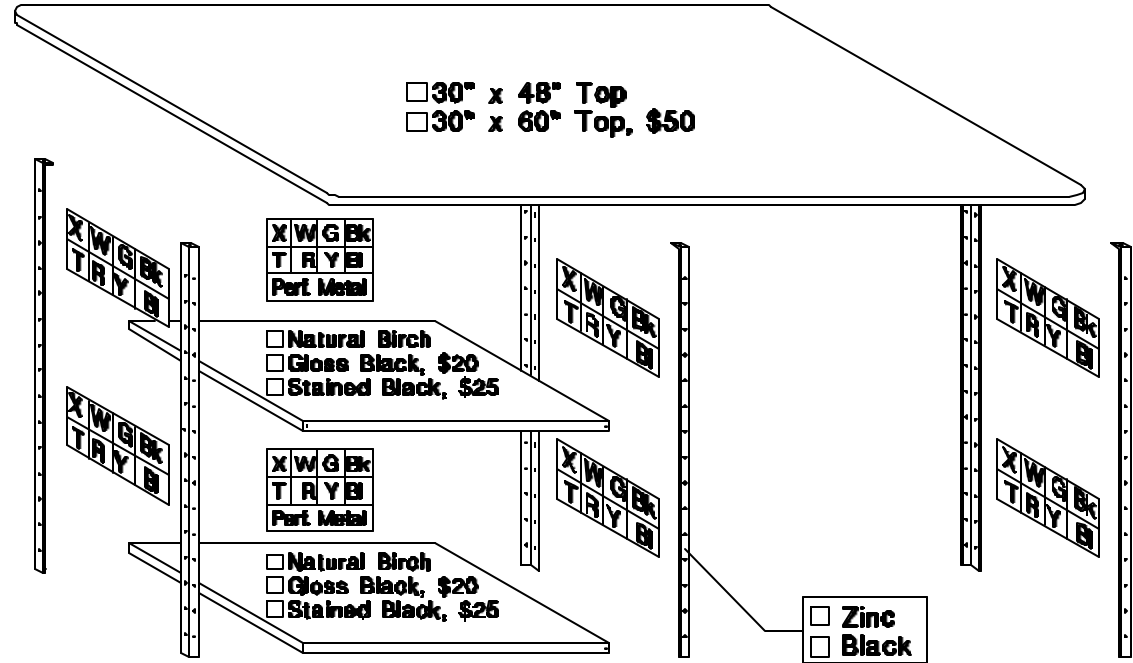 □30" x 48" Top
□30" x 60" Top, $50
X W G Bk
T R Y Bl
X W G Bk
T R Y Bl
Perf. Metal
X W G Bk
T R Y Bl
X W G Bk
T R Y Bl
□Natural Birch
□Gloss Black, $20
□Stained Black, $25
X W G Bk
T R Y Bl
X W G Bk
T R Y Bl
Perf. Metal
X W G Bk
T R Y Bl
X W G Bk
T R Y Bl
□Natural Birch
□Gloss Black, $20
□Stained Black, $25
□ Zinc
□ Black